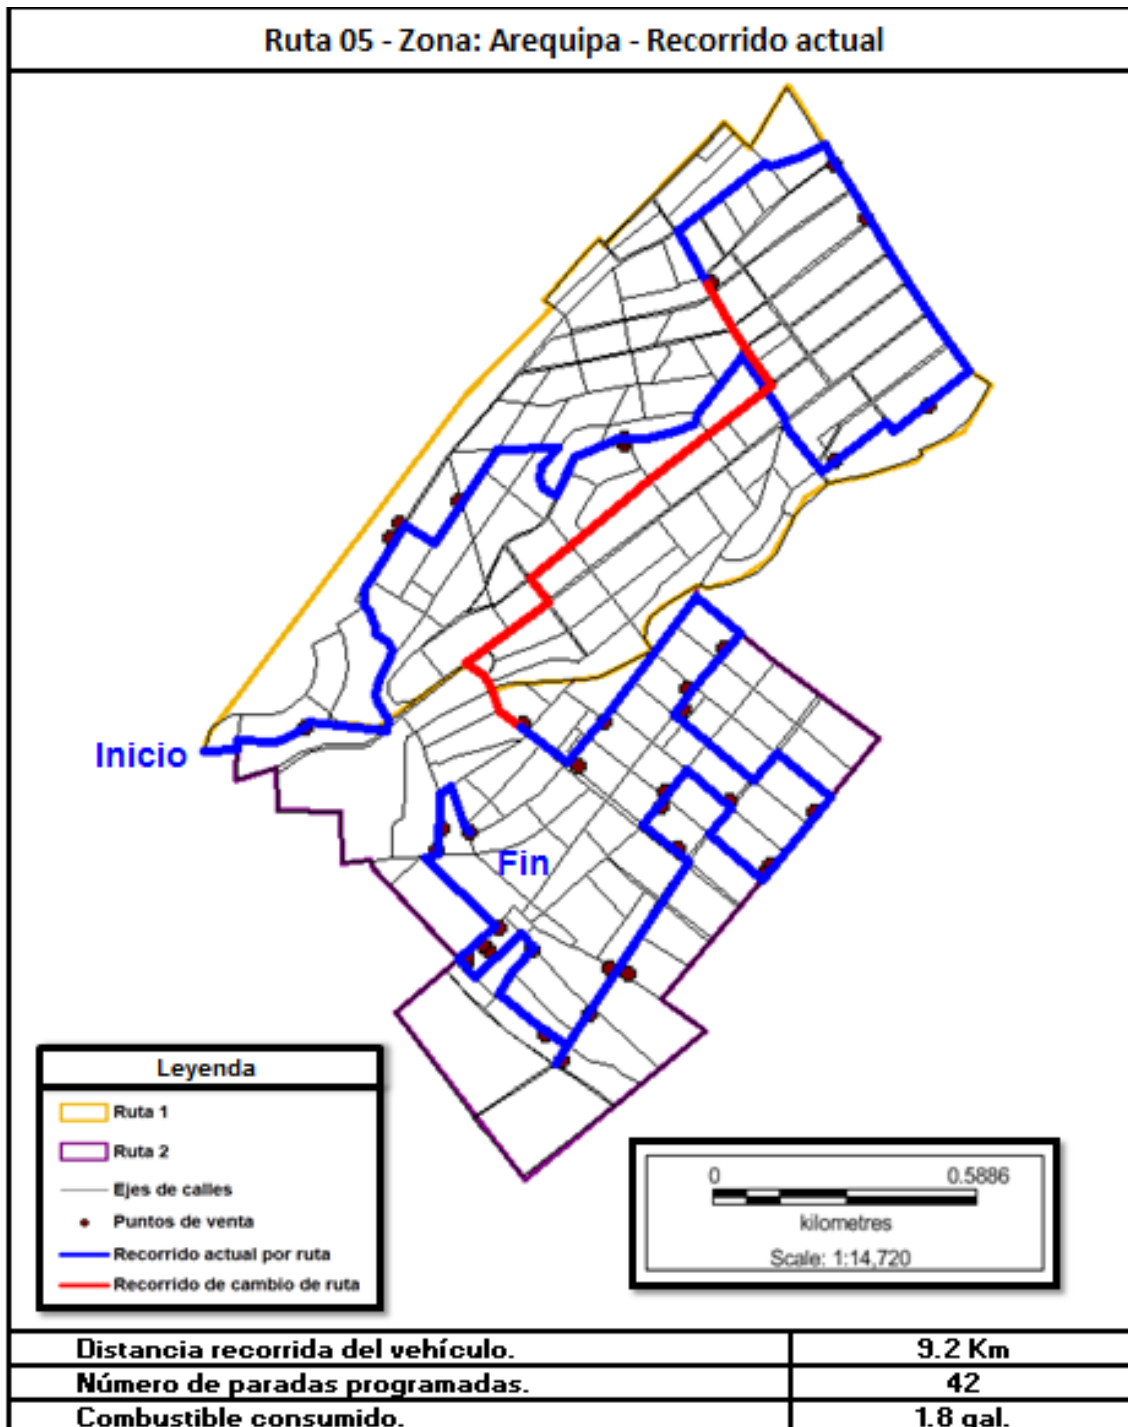 Ruta 05 - Zona: Arequipa - Recorrido actual
Inicio
Fin
Leyenda
Ruta 1
Ruta 2
Ejes de calles
Puntos de venta
Recorrido actual por ruta
Recorrido de cambio de ruta
0 0.5886
kilometres
Scale: 1:14,720
Distancia recorrida del vehículo. 9.2 Km
Número de paradas programadas. 42
Combustible consumido. 1.8 gal.